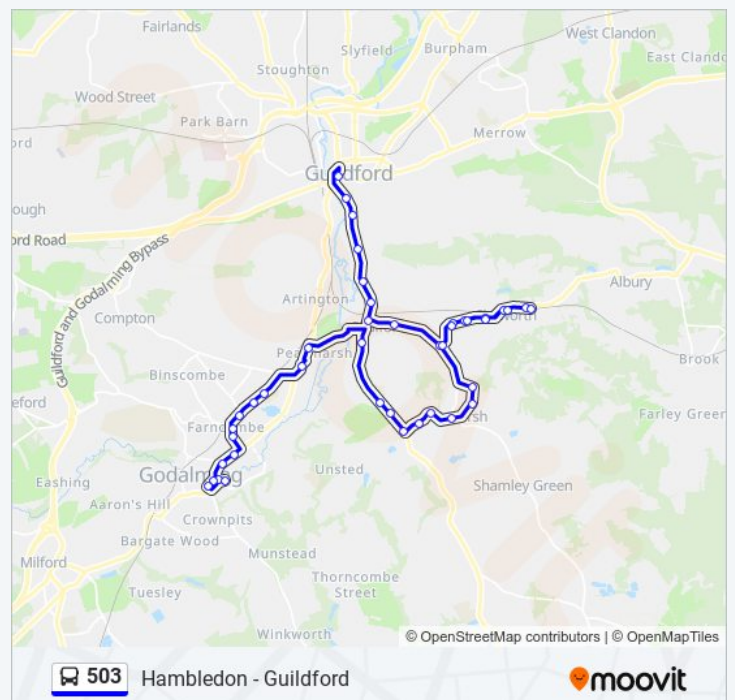 Fairlands
Slyfield
Burpham
West Clandon
Stoughton
East Clando
Wood Street
Park Barn
Merrow
ord
Guildford
ough
ord Road
Guildford and Godalming Bypass
Albury
Artington
Compton
Brook
Binscombe
eford
Farley Green
Farncombe
Unsted
Godalming
Eashing
Shamley Green
Aaron's Hill
Crownpits
Bargate Wood
Munstead
Milford
Thorncombe
Street
Tuesley
Winkworth
© OpenStreetMap contributors | © OpenMapTiles
503 Hambledon - Guildford
moovit